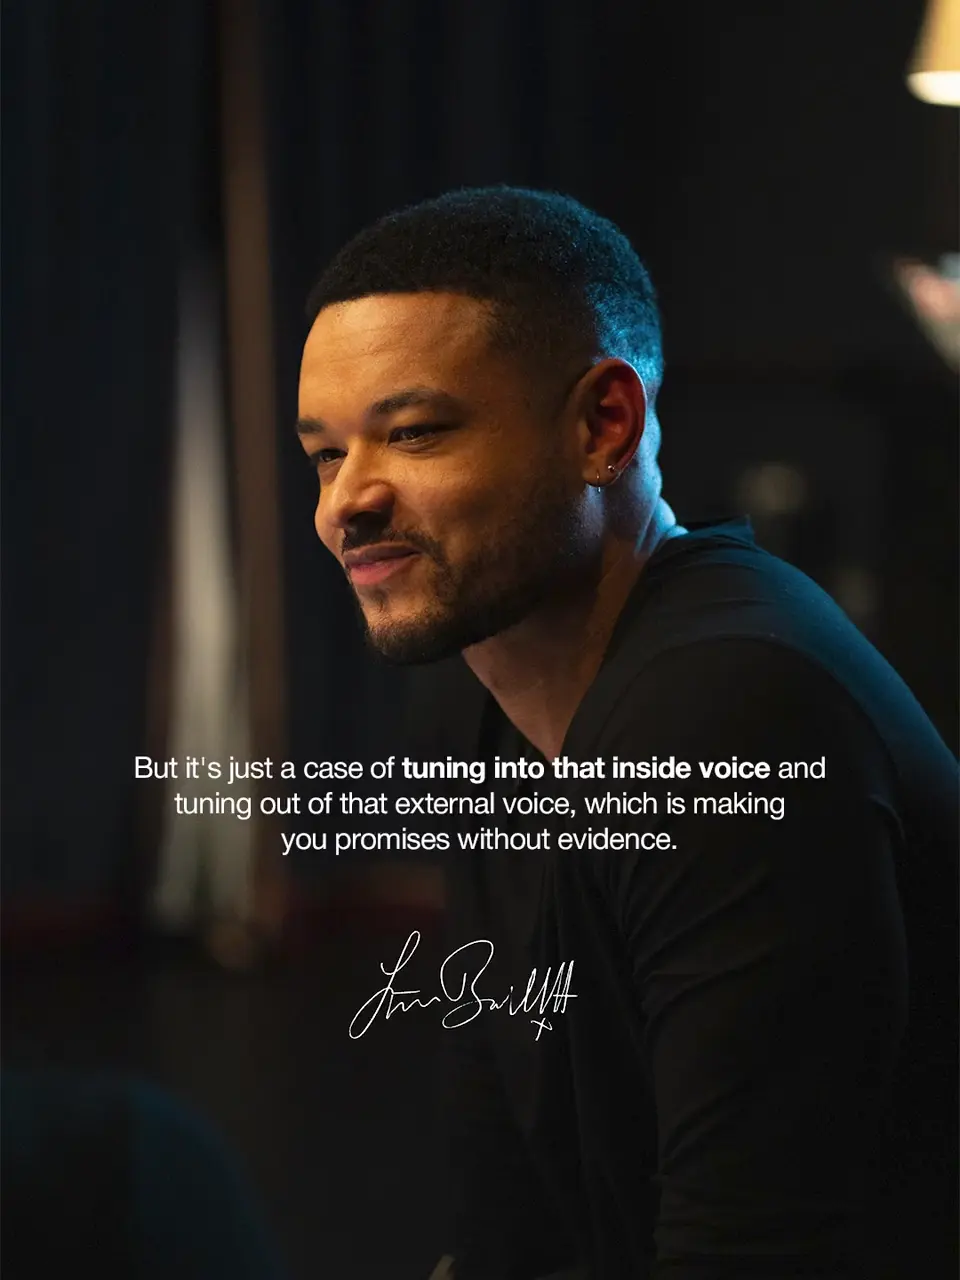 But it's just a case of tuning into that inside voice and
tuning out of that external voice, which is making
you promises without evidence.